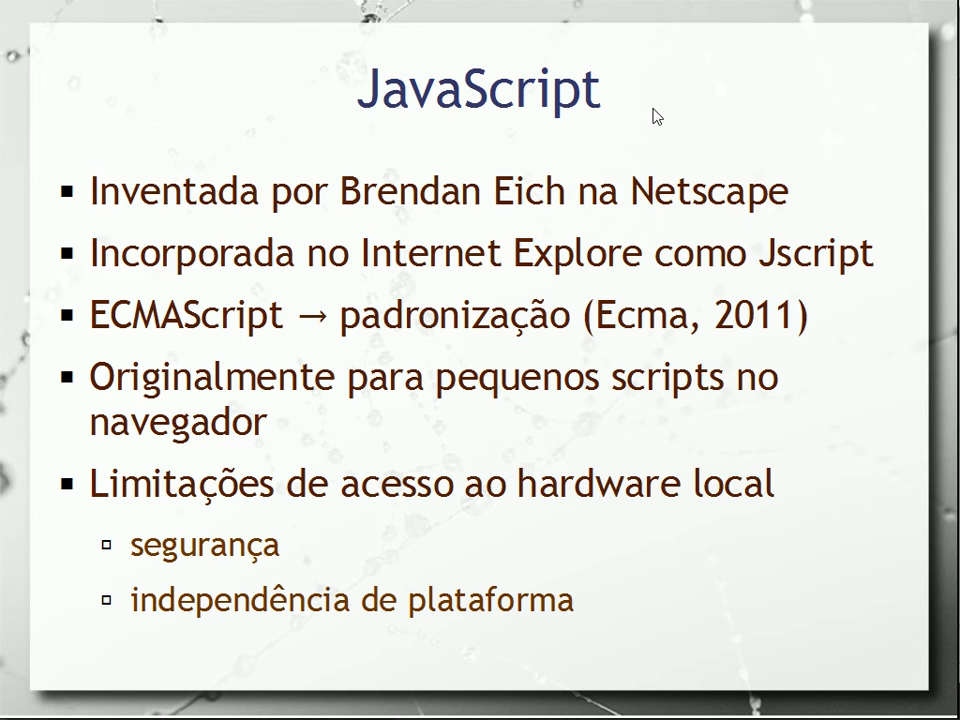 JavaScript
Inventada por Brendan Eich na Netscape
Incorporada no Internet Explore como Jscript
ECMAScript → padronização (Ecma, 2011)
Originalmente para pequenos scripts no
navegador
Limitações de acesso ao hardware local
segurança
independência de plataforma